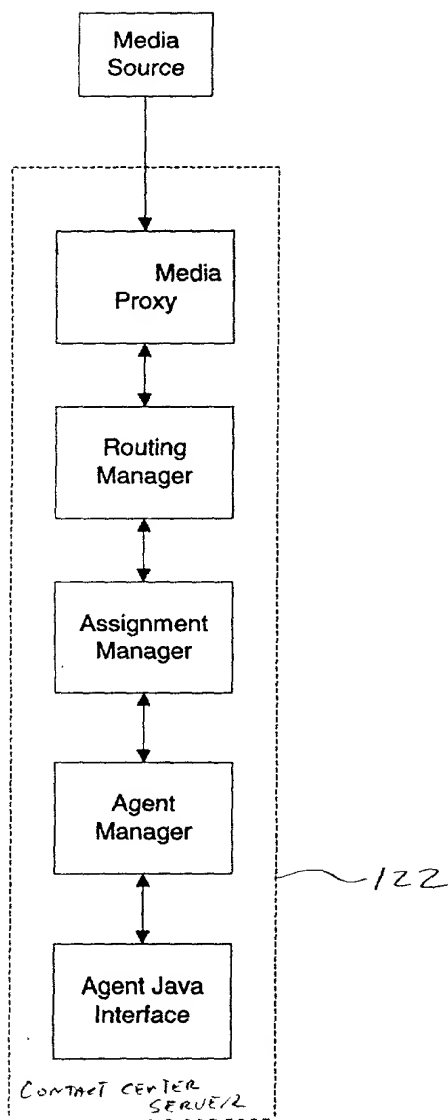 Media
Source
Media
Proxy
Routing
Manager
Assignment
Manager
Agent
Manager
122
Agent Java
Interface
CONTACT CENTER
SERVER